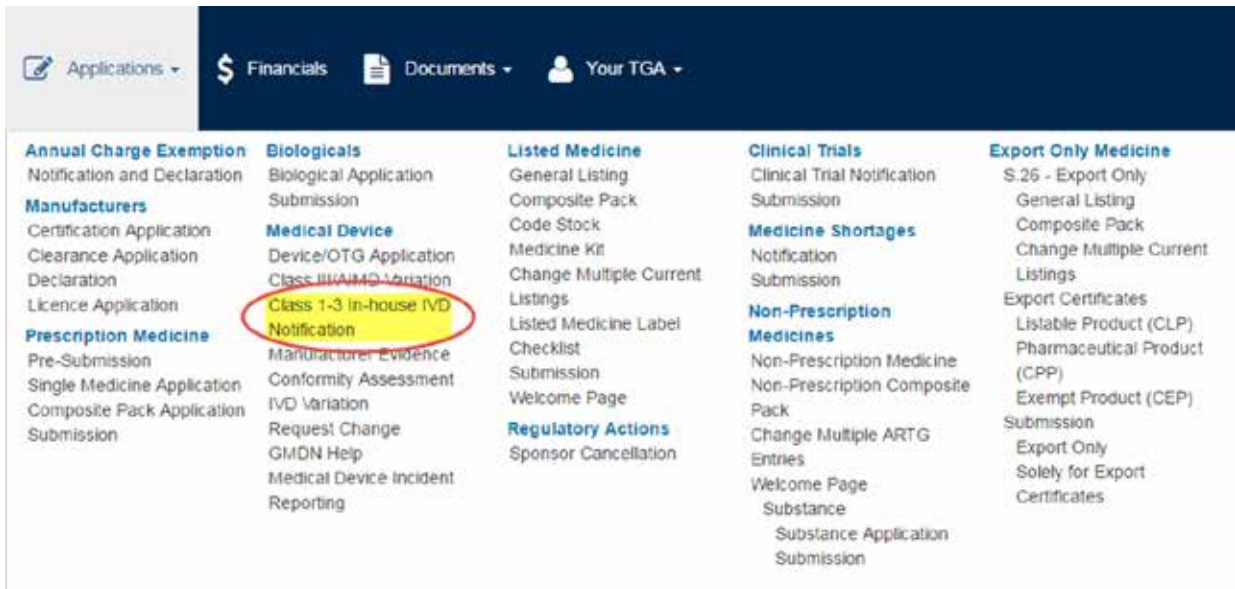 Applications
Financials
Documents
Your TGA
Annual Charge Exemption
Notification and Declaration
Manufacturers
Certification Application
Clearance Application
Declaration
Licence Application
Prescription Medicine
Pre-Submission
Single Medicine Application
Composite Pack Application
Submission
Biologicals
Biological Application
Submission
Medical Device
Device/OTG Application
Class III/AIMD Variation
Class 1-3 In-house IVD
Notification
Manufacturer Evidence
Conformity Assessment
IVD Variation
Request Change
GMDN Help
Medical Device Incident
Reporting
Listed Medicine
General Listing
Composite Pack
Code Stock
Medicine Kit
Change Multiple Current
Listings
Listed Medicine Label
Checklist
Submission
Welcome Page
Regulatory Actions
Sponsor Cancellation
Clinical Trials
Clinical Trial Notification
Submission
Medicine Shortages
Notification
Submission
Non-Prescription
Medicines
Non-Prescription Medicine
Non-Prescription Composite
Pack
Change Multiple ARTG
Entries
Welcome Page
Substance
Substance Application
Submission
Export Only Medicine
S.26 - Export Only
General Listing
Composite Pack
Change Multiple Current
Listings
Export Certificates
Listable Product (CLP)
Pharmaceutical Product
(CPP)
Exempt Product (CEP)
Submission
Export Only
Solely for Export
Certificates